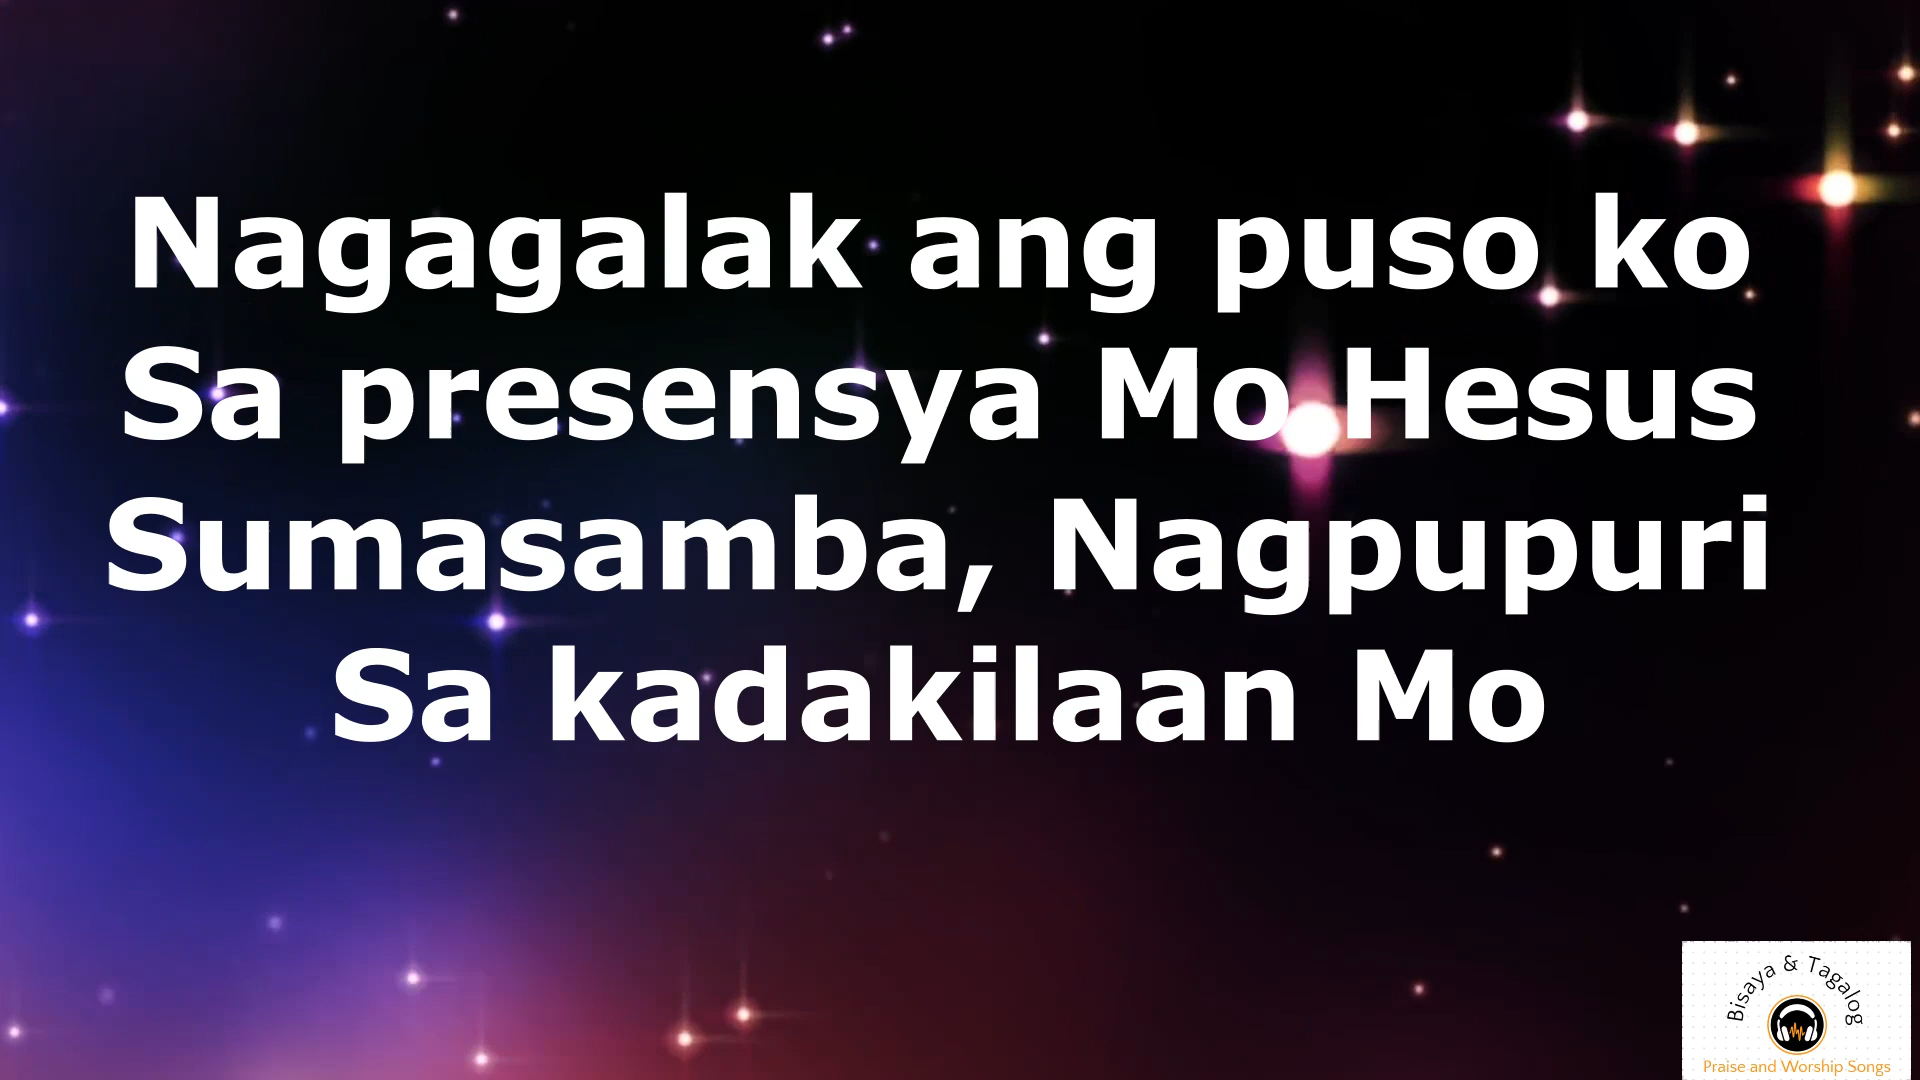 Nagagalak ang puso ko
Sa presensya Mo Hesus
Sumasamba, Nagpupuri
Sa kadakilaan Mo
Bisaya & Tagalog
Praise and Worship Songs